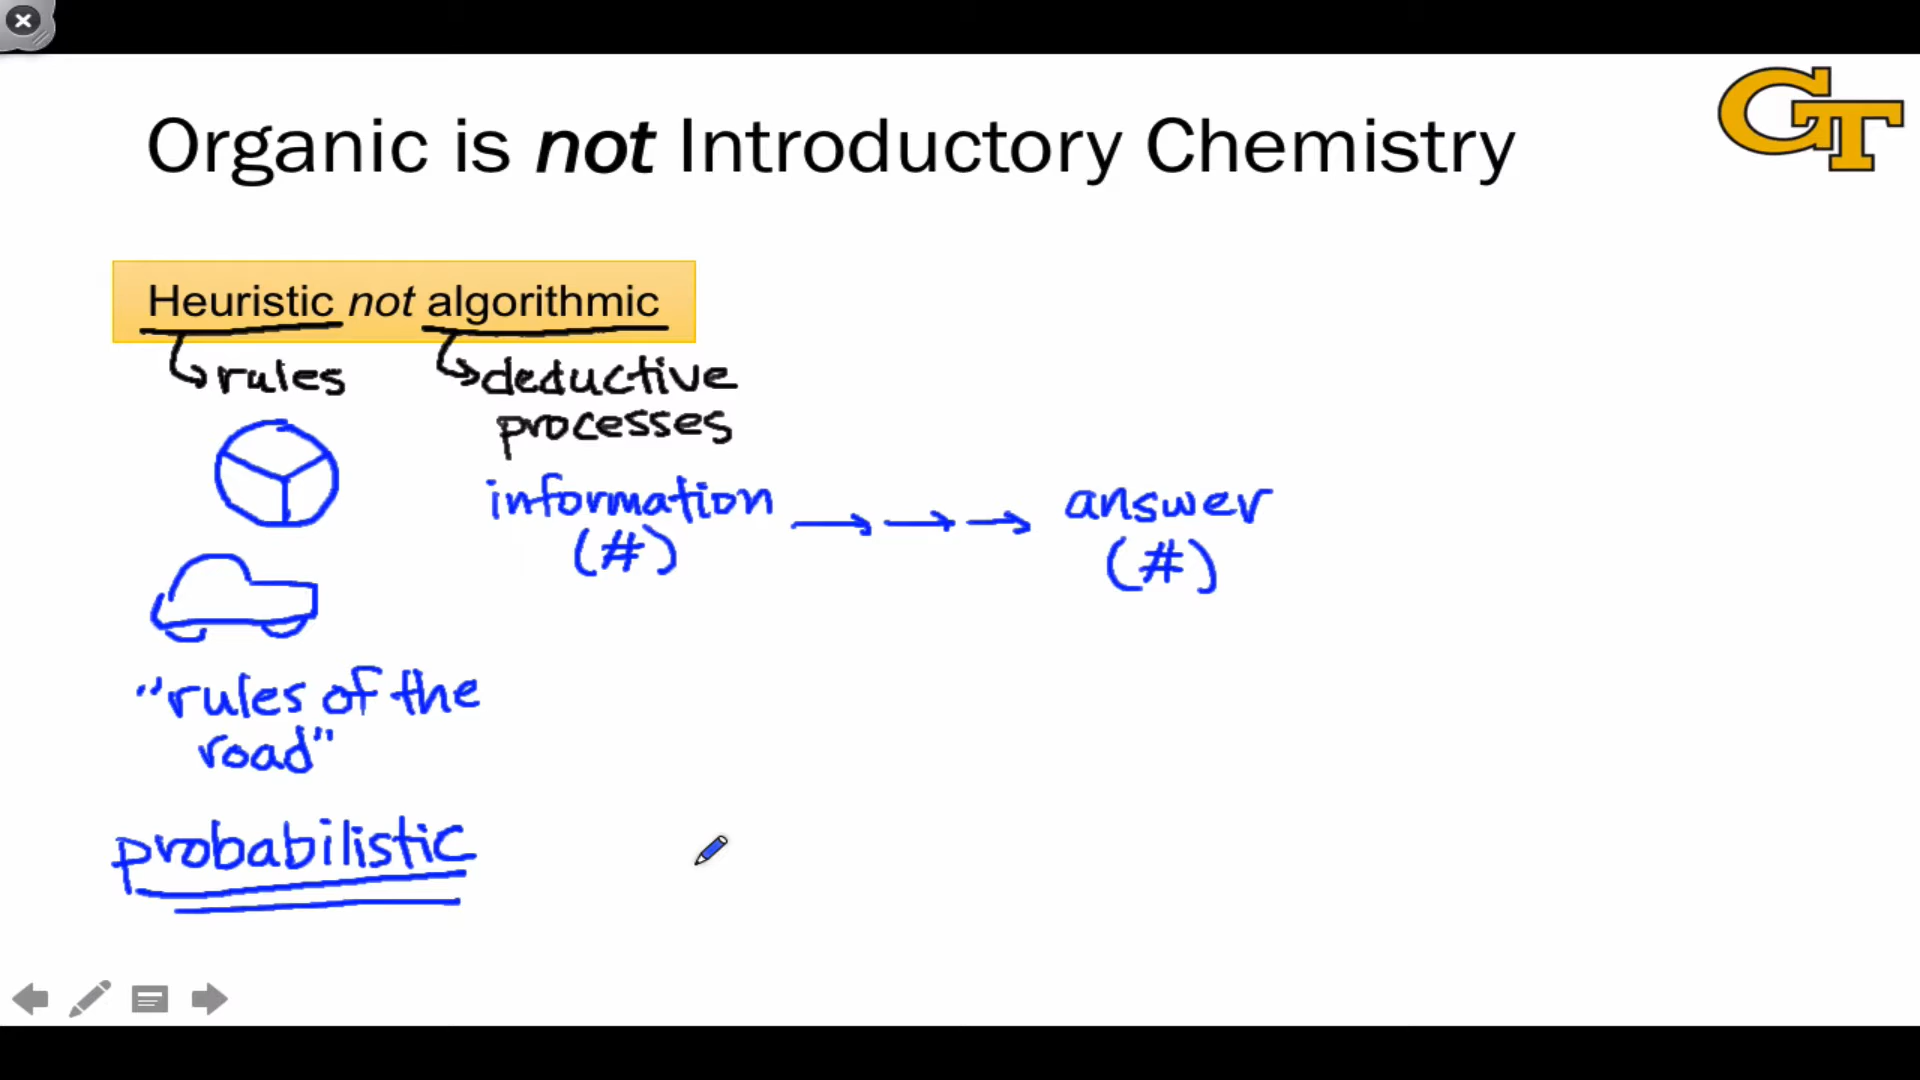 Organic is not Introductory Chemistry
GT
Heuristic not algorithmic
rules
deductive
processes
information
(#)
answer
(#)
"rules of the
road"
probabilistic